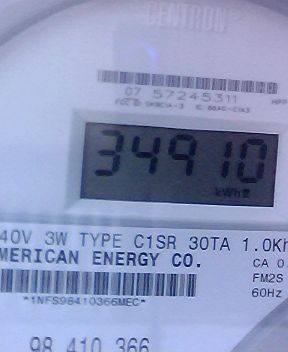 CENTRON
07 57245311
34910
kWh
40V 3W TYPE C1SR 30TA 1.0Kh
MERICAN ENERGY CO.
CA 0.
FM2S
60Hz
*1NFS98410366MEC*
98 410 366